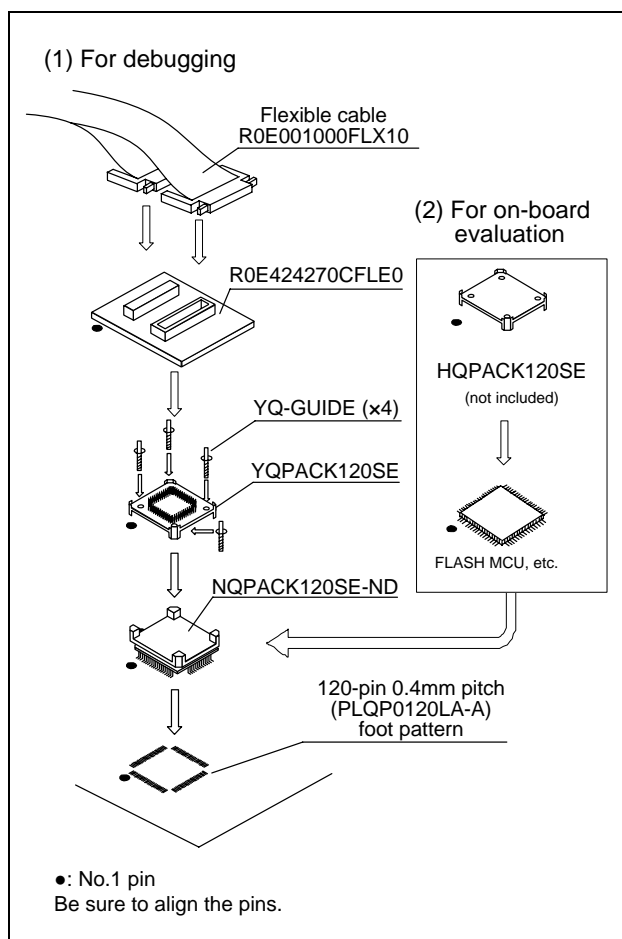 (1) For debugging
Flexible cable
R0E001000FLX10
(2) For on-board
evaluation
R0E424270CFLE0
HQPACK120SE
(not included)
YQ-GUIDE (×4)
YQPACK120SE
FLASH MCU, etc.
NQPACK120SE-ND
120-pin 0.4mm pitch
(PLQP0120LA-A)
foot pattern
●: No.1 pin
Be sure to align the pins.